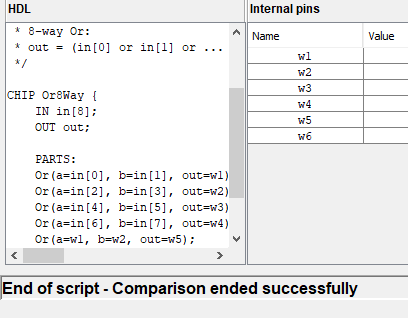 HDL
Internal pins
* 8-way Or:
* out = (in[0] or in[1] or ...
*/
CHIP Or8Way {
IN in[8];
OUT out;
PARTS:
Or(a=in[0], b=in[1], out=w1)
Or(a=in[2], b=in[3], out=w2)
Or(a=in[4], b=in[5], out=w3)
Or(a=in[6], b=in[7], out=w4)
Or(a=w1, b=w2, out=w5);
Name Value
w1
w2
w3
w4
w5
w6
End of script - Comparison ended successfully